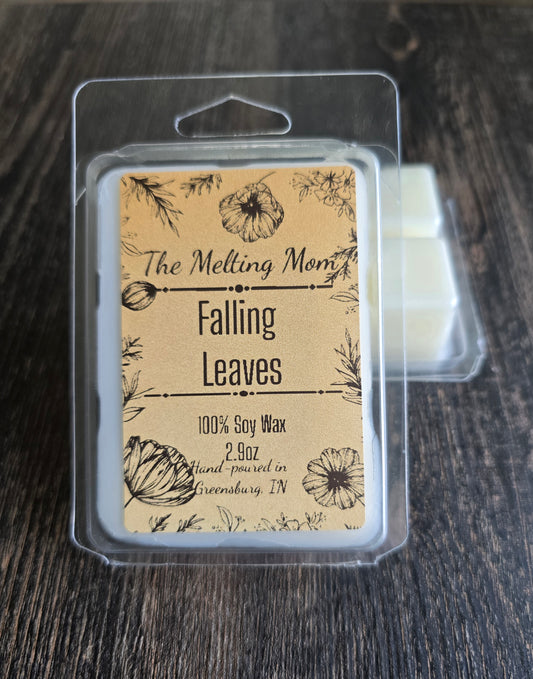 The Melting Mom
Falling
Leaves
100% Soy Wax
2.9oz
Hand-poured in
Greensburg, IN